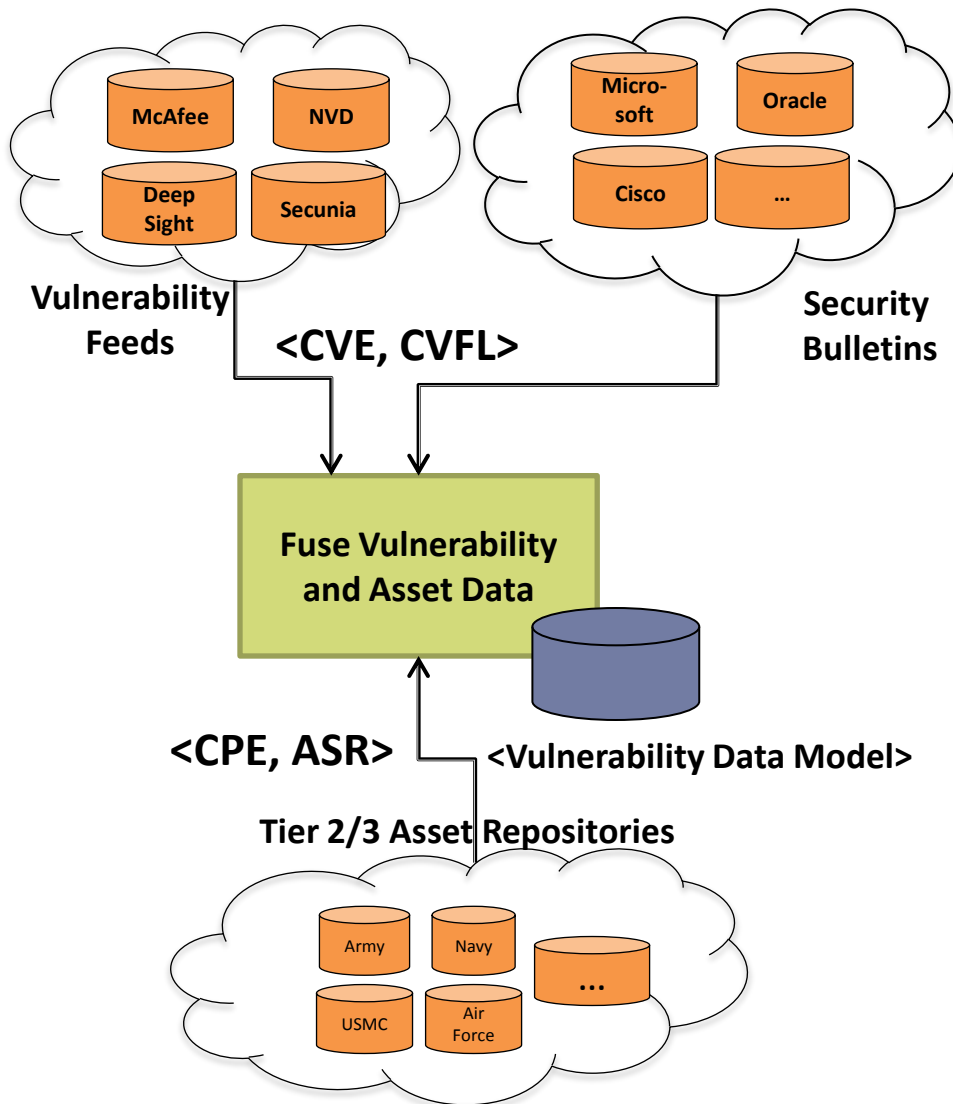 McAfee
NVD
Deep
Sight
Secunia
Vulnerability
Feeds
Micro-
soft
Oracle
Cisco
...
Security
Bulletins
<CVE, CVFL>
Fuse Vulnerability
and Asset Data
<CPE, ASR>
<Vulnerability Data Model>
Tier 2/3 Asset Repositories
Army
Navy
...
USMC
Air
Force